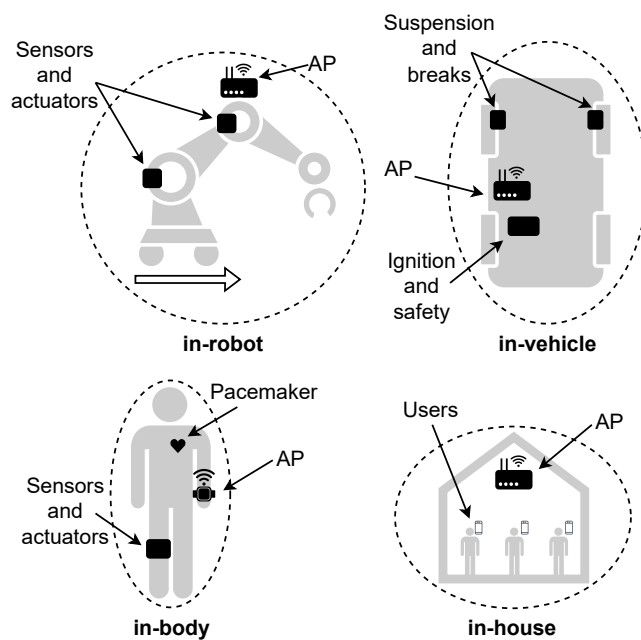 Sensors
and
actuators
AP
in-robot
Suspension
and
breaks
AP
Ignition
and
safety
in-vehicle
Pacemaker
AP
Sensors
and
actuators
in-body
Users
AP
in-house